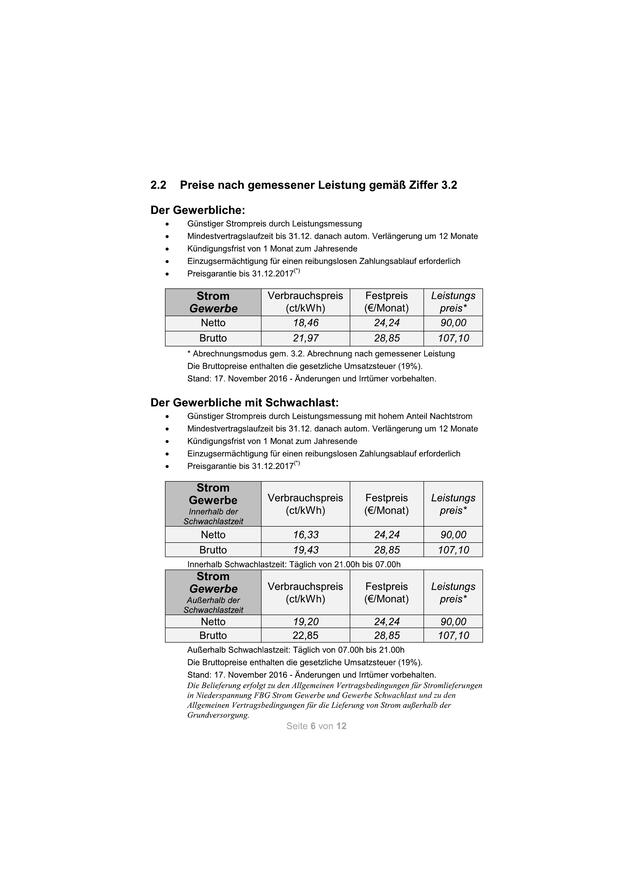 2.2 Preise nach gemessener Leistung gemäß Ziffer 3.2
Der Gewerbliche:
• Günstiger Strompreis durch Leistungsmessung
• Mindestvertragslaufzeit bis 31.12. danach autom. Verlängerung um 12 Monate
• Kündigungsfrist von 1 Monat zum Jahresende
• Einzugsermächtigung für einen reibungslosen Zahlungsablauf erforderlich
• Preisgarantie bis 31.12.2017(*)
Strom Verbrauchspreis Festpreis Leistungs
Gewerbe (ct/kWh) (€/Monat) preis*
Netto 18,46 24,24 90,00
Brutto 21,97 28,85 107,10
* Abrechnungsmodus gem. 3.2. Abrechnung nach gemessener Leistung
Die Bruttopreise enthalten die gesetzliche Umsatzsteuer (19%).
Stand: 17. November 2016 - Änderungen und Irrtümer vorbehalten.
Der Gewerbliche mit Schwachlast:
• Günstiger Strompreis durch Leistungsmessung mit hohem Anteil Nachtstrom
• Mindestvertragslaufzeit bis 31.12. danach autom. Verlängerung um 12 Monate
• Kündigungsfrist von 1 Monat zum Jahresende
• Einzugsermächtigung für einen reibungslosen Zahlungsablauf erforderlich
• Preisgarantie bis 31.12.2017(*)
Strom
Gewerbe Verbrauchspreis Festpreis Leistungs
Innerhalb der (ct/kWh) (€/Monat) preis*
Schwachlastzeit
Netto 16,33 24,24 90,00
Brutto 19,43 28,85 107,10
Innerhalb Schwachlastzeit: Täglich von 21.00h bis 07.00h
Strom
Gewerbe Verbrauchspreis Festpreis Leistungs
Außerhalb der (ct/kWh) (€/Monat) preis*
Schwachlastzeit
Netto 19,20 24,24 90,00
Brutto 22,85 28,85 107,10
Außerhalb Schwachlastzeit: Täglich von 07.00h bis 21.00h
Die Bruttopreise enthalten die gesetzliche Umsatzsteuer (19%).
Stand: 17. November 2016 - Änderungen und Irrtümer vorbehalten.
Die Belieferung erfolgt zu den Allgemeinen Vertragsbedingungen für Stromlieferungen
in Niederspannung FBG Strom Gewerbe und Gewerbe Schwachlast und zu den
Allgemeinen Vertragsbedingungen für die Lieferung von Strom außerhalb der
Grundversorgung.
Seite 6 von 12